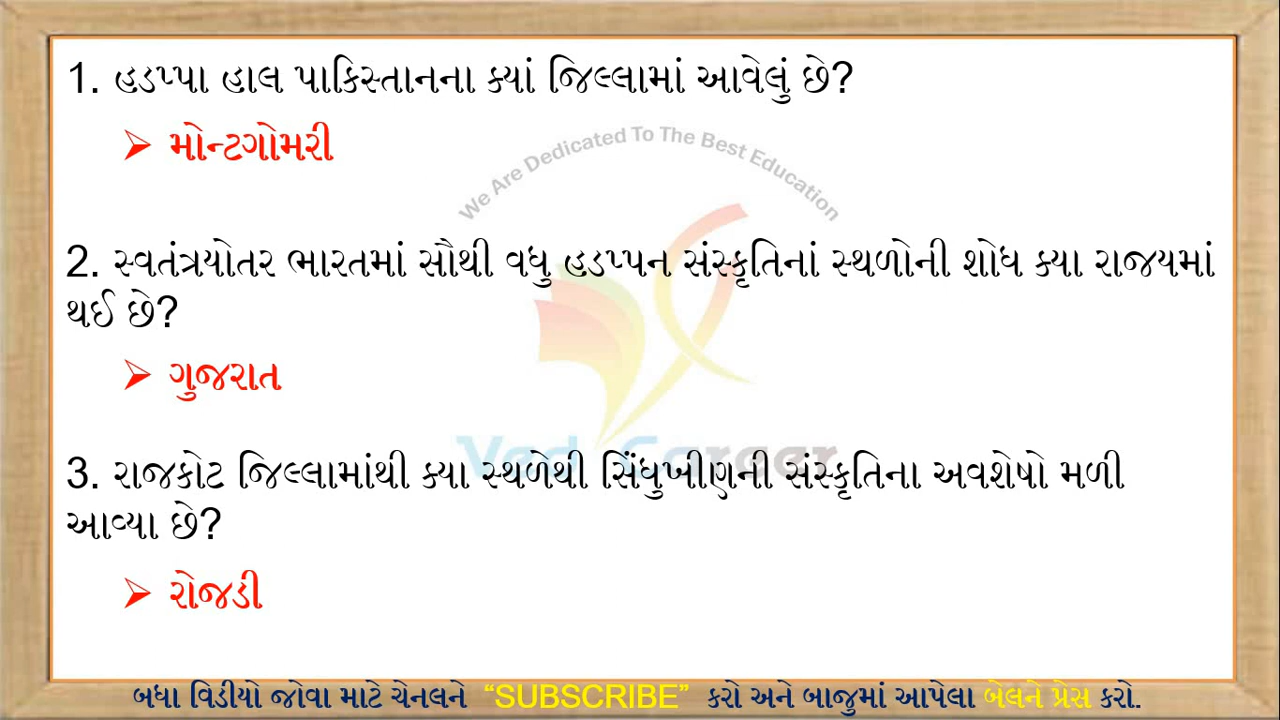 1. હડપ્પા હાલ પાકિસ્તાનના ક્યાં જિલ્લામાં આવેલું છે?
➢ મોન્ટગોમરી
We Are Dedicated To The Best Education
2. સ્વતંત્રયોતર ભારતમાં સૌથી વધુ હડપ્પન સંસ્કૃતિનાં સ્થળોની શોધ ક્યા રાજયમાં
થઈ છે?
➢ ગુજરાત
Ved Career
3. રાજકોટ જિલ્લામાંથી ક્યા સ્થળેથી સિંધુખીણની સંસ્કૃતિના અવશેષો મળી
આવ્યા છે?
➢ રોજડી
બધા વિડીયો જોવા માટે ચેનલને “SUBSCRIBE” કરો અને બાજુમાં આપેલા બેલને પ્રેસ કરો.